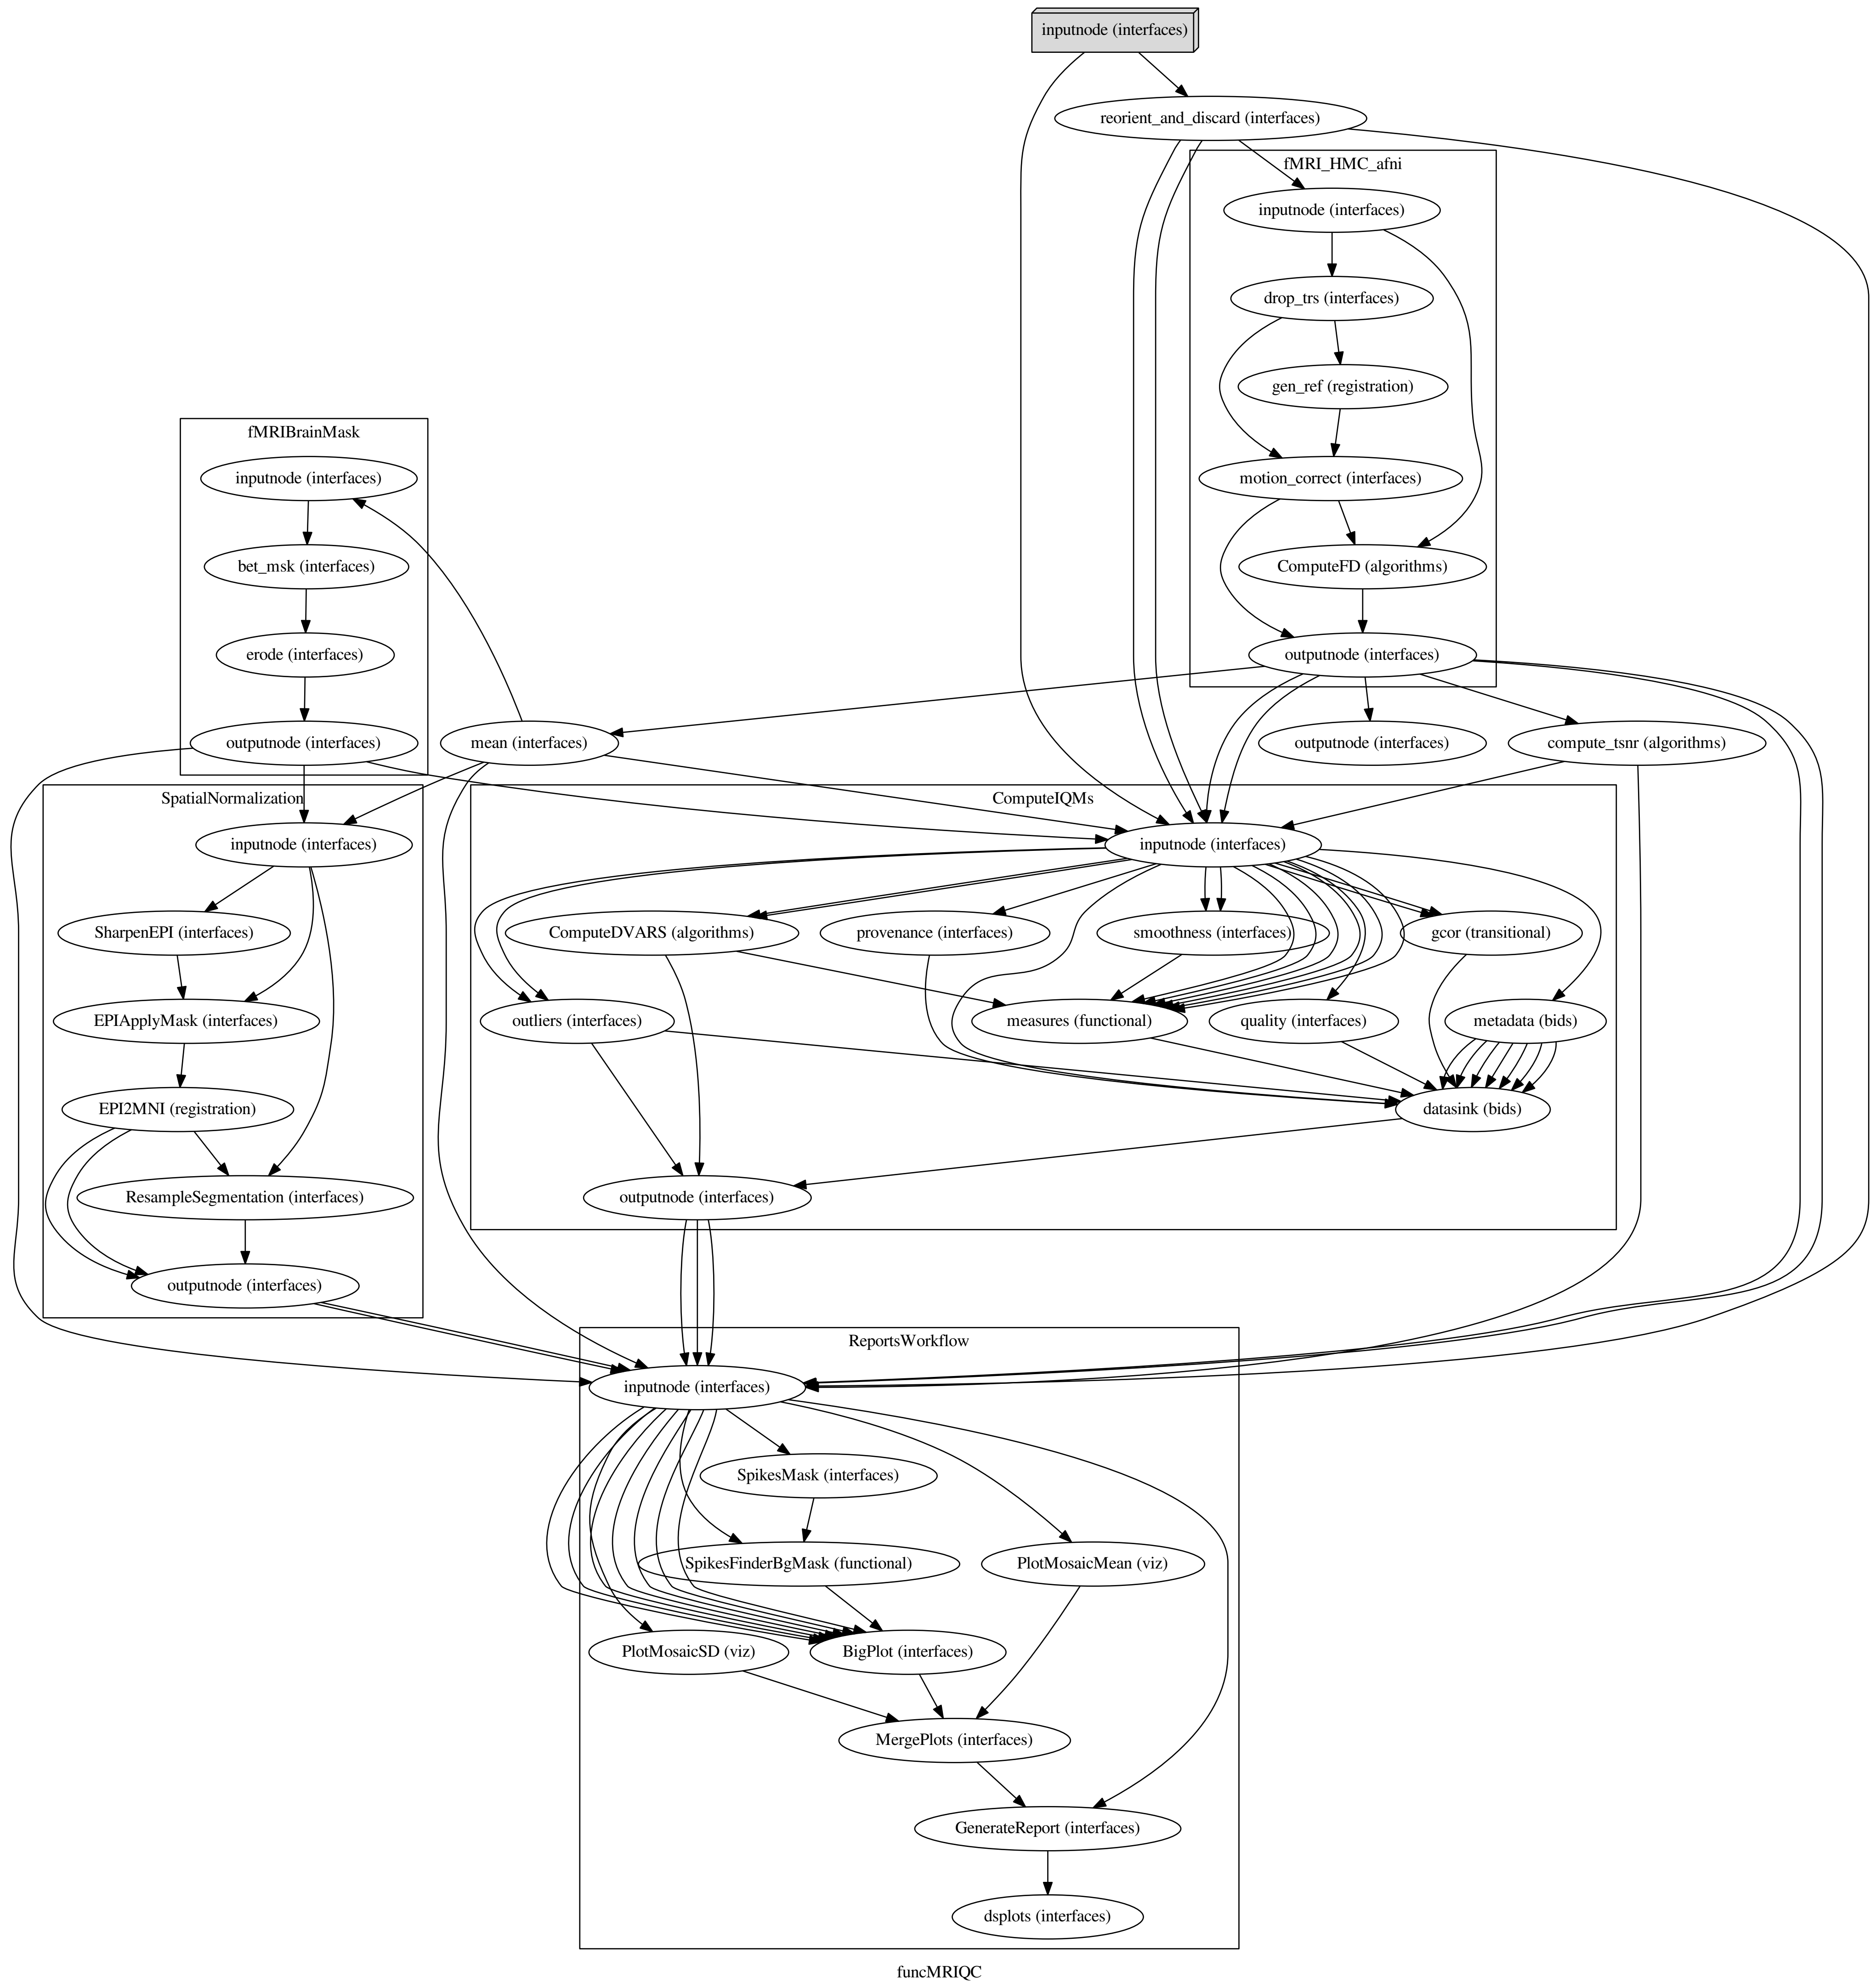 inputnode (interfaces)
reorient_and_discard (interfaces)
fMRI_HMC_afni
inputnode (interfaces)
drop_trs (interfaces)
gen_ref (registration)
motion_correct (interfaces)
ComputeFD (algorithms)
outputnode (interfaces)
fMRIBrainMask
inputnode (interfaces)
bet_msk (interfaces)
erode (interfaces)
outputnode (interfaces)
mean (interfaces)
outputnode (interfaces)
compute_tsnr (algorithms)
SpatialNormalization
inputnode (interfaces)
SharpenEPI (interfaces)
EPIApplyMask (interfaces)
EPI2MNI (registration)
ResampleSegmentation (interfaces)
outputnode (interfaces)
ComputeIQMs
inputnode (interfaces)
ComputeDVARS (algorithms)
provenance (interfaces)
smoothness (interfaces)
gcor (transitional)
outliers (interfaces)
measures (functional)
quality (interfaces)
metadata (bids)
datasink (bids)
outputnode (interfaces)
ReportsWorkflow
inputnode (interfaces)
SpikesMask (interfaces)
SpikesFinderBgMask (functional)
PlotMosaicMean (viz)
PlotMosaicSD (viz)
BigPlot (interfaces)
MergePlots (interfaces)
GenerateReport (interfaces)
dsplots (interfaces)
funcMRIQC